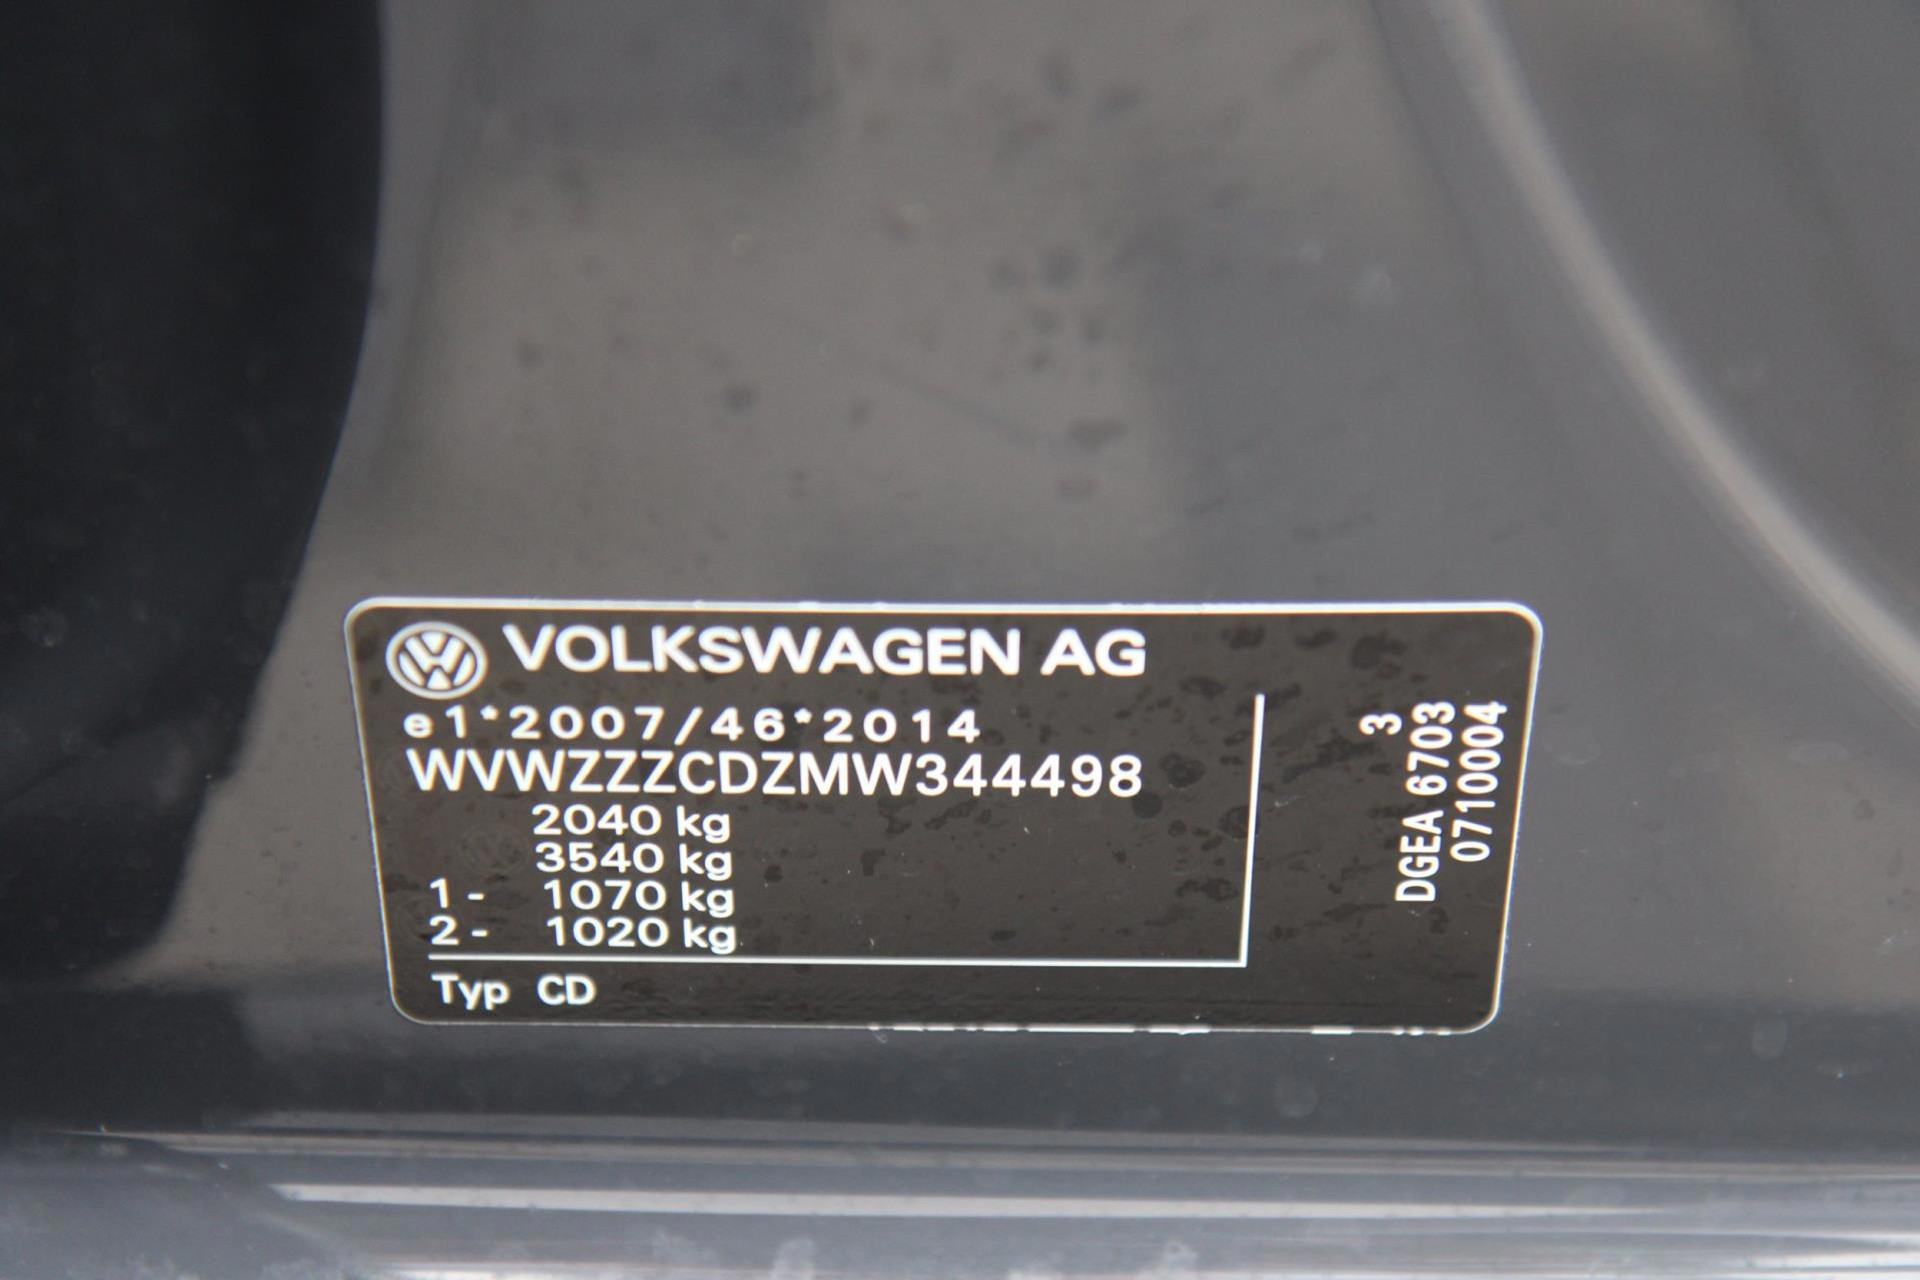 VOLKSWAGEN AG
e1*2007/46*2014
WVWZZZCDZMW344498
2040 kg
3540 kg
1- 1070 kg
2- 1020 kg
Typ CD
3
DGEA 6703
0710004